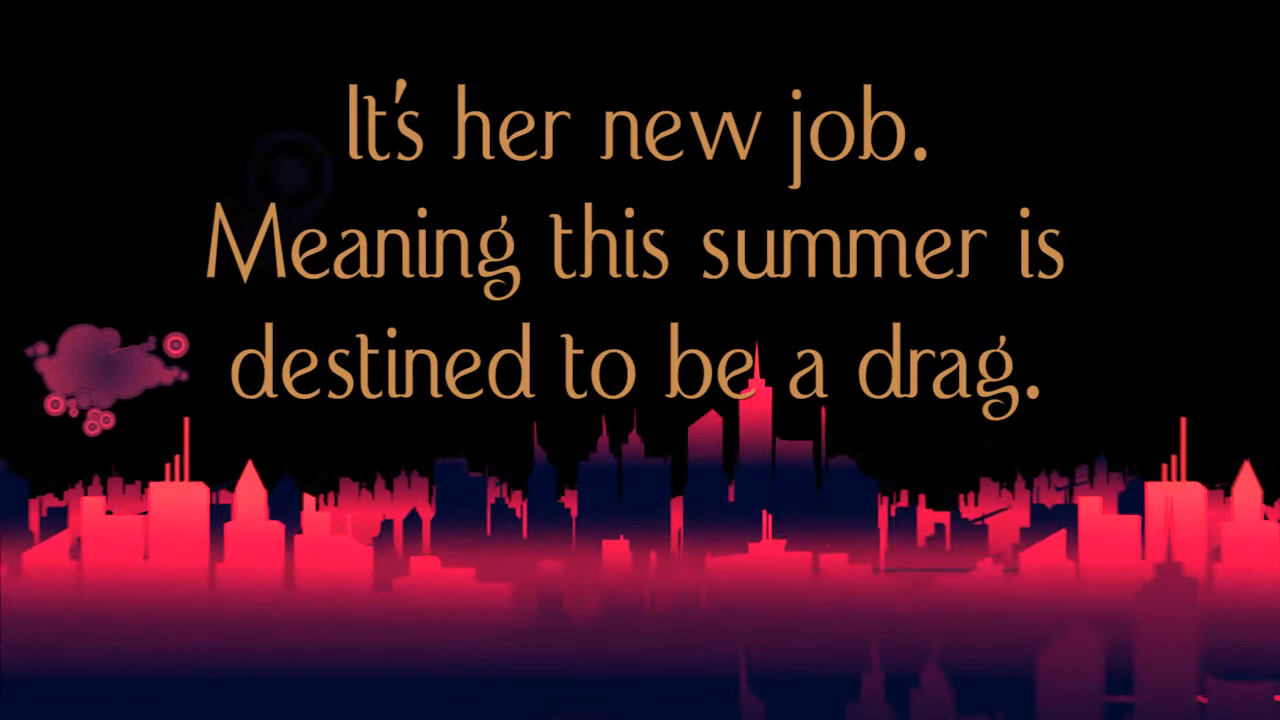 It's her new job.
Meaning this summer is
destined to be a drag.